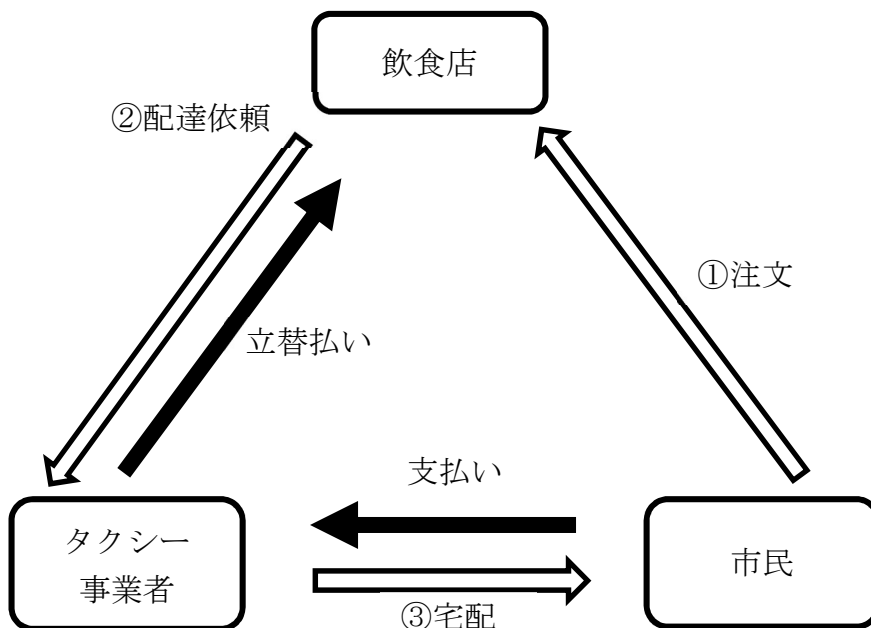 飲食店
②配達依頼
①注文
立替払い
支払い
タクシー
事業者
市民
③宅配